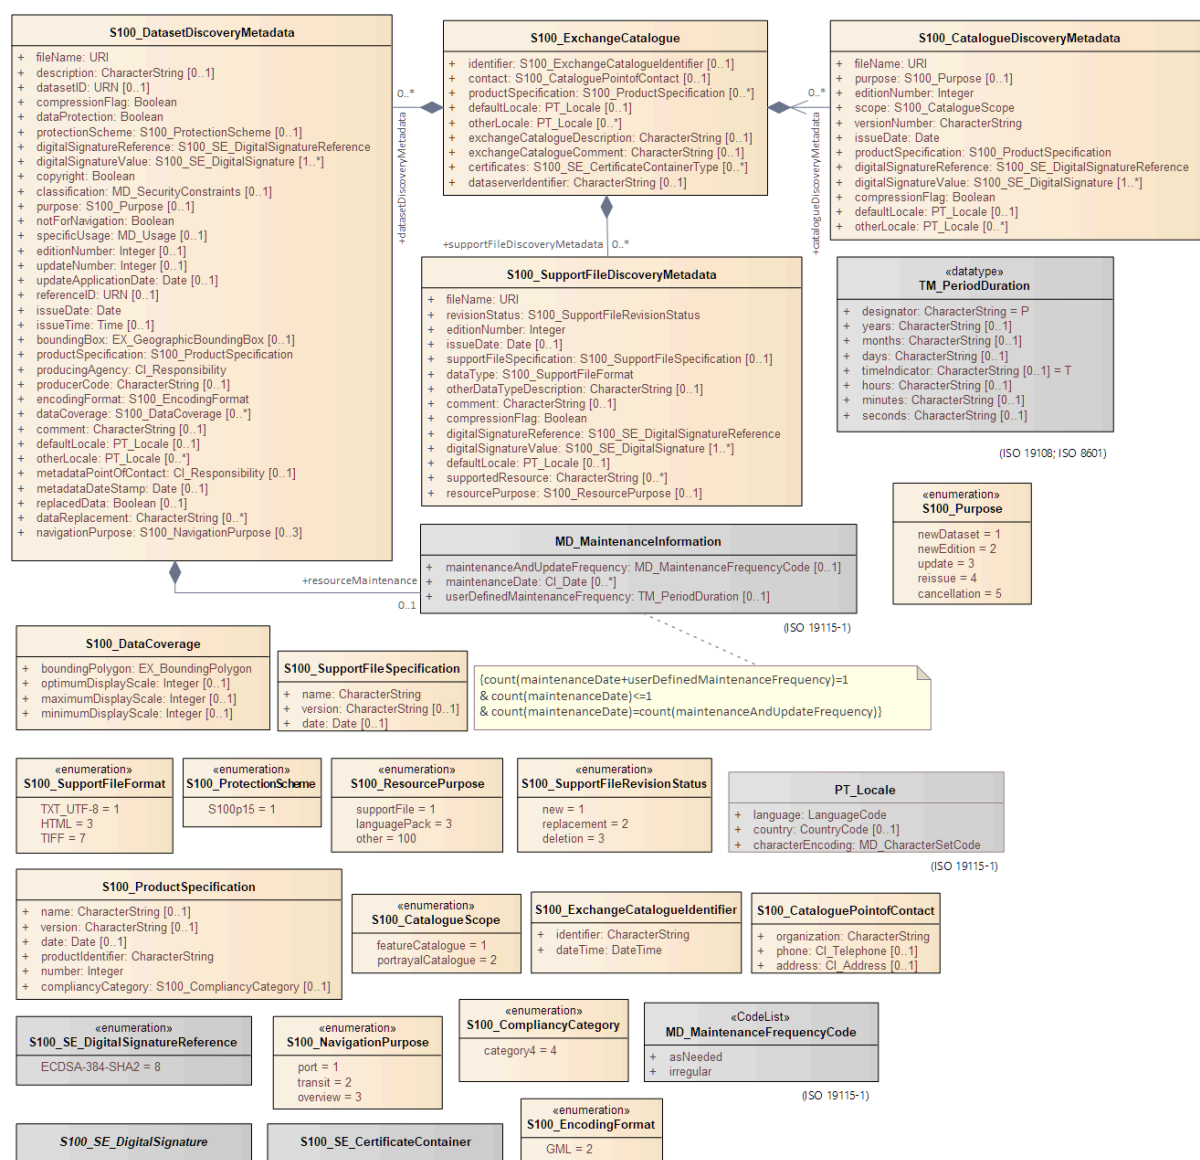 S100_DatasetDiscoveryMetadata
+ fileName: URI
+ description: CharacterString [0..1]
+ datasetID: URN [0..1]
+ compressionFlag: Boolean
+ dataProtection: Boolean
+ protectionScheme: S100_ProtectionScheme [0..1]
+ digitalSignatureReference: S100_SE_DigitalSignatureReference
+ digitalSignatureValue: S100_SE_DigitalSignature [1..*]
+ copyright: Boolean
+ classification: MD_SecurityConstraints [0..1]
+ purpose: S100_Purpose [0..1]
+ notForNavigation: Boolean
+ specificUsage: MD_Usage [0..1]
+ editionNumber: Integer [0..1]
+ updateNumber: Integer [0..1]
+ updateApplicationDate: Date [0..1]
+ referenceID: URN [0..1]
+ issueDate: Date
+ issueTime: Time [0..1]
+ boundingBox: EX_GeographicBoundingBox [0..1]
+ productSpecification: S100_ProductSpecification
+ producingAgency: CI_Responsibility
+ producerCode: CharacterString [0..1]
+ encodingFormat: S100_EncodingFormat
+ dataCoverage: S100_DataCoverage [0..*]
+ comment: CharacterString [0..1]
+ defaultLocale: PT_Locale [0..1]
+ otherLocale: PT_Locale [0..*]
+ metadataPointOfContact: CI_Responsibility [0..1]
+ metadataDateStamp: Date [0..1]
+ replacedData: Boolean [0..1]
+ dataReplacement: CharacterString [0..*]
+ navigationPurpose: S100_NavigationPurpose [0..3]
0..*
+datasetDiscoveryMetadata
S100_ExchangeCatalogue
+ identifier: S100_ExchangeCatalogueIdentifier [0..1]
+ contact: S100_CataloguePointofContact [0..1]
+ productSpecification: S100_ProductSpecification [0..*]
+ defaultLocale: PT_Locale [0..1]
+ otherLocale: PT_Locale [0..*]
+ exchangeCatalogueDescription: CharacterString [0..1]
+ exchangeCatalogueComment: CharacterString [0..1]
+ certificates: S100_SE_CertificateContainerType [0..*]
+ dataserverIdentifier: CharacterString [0..1]
0..*
+catalogueDiscoveryMetadata
S100_CatalogueDiscoveryMetadata
+ fileName: URI
+ purpose: S100_Purpose [0..1]
+ editionNumber: Integer
+ scope: S100_CatalogueScope
+ versionNumber: CharacterString
+ issueDate: Date
+ productSpecification: S100_ProductSpecification
+ digitalSignatureReference: S100_SE_DigitalSignatureReference
+ digitalSignatureValue: S100_SE_DigitalSignature [1..*]
+ compressionFlag: Boolean
+ defaultLocale: PT_Locale [0..1]
+ otherLocale: PT_Locale [0..*]
+supportFileDiscoveryMetadata 0..*
S100_SupportFileDiscoveryMetadata
+ fileName: URI
+ revisionStatus: S100_SupportFileRevisionStatus
+ editionNumber: Integer
+ issueDate: Date [0..1]
+ supportFileSpecification: S100_SupportFileSpecification [0..1]
+ dataType: S100_SupportFileFormat
+ otherDataTypeDescription: CharacterString [0..1]
+ comment: CharacterString [0..1]
+ compressionFlag: Boolean
+ digitalSignatureReference: S100_SE_DigitalSignatureReference
+ digitalSignatureValue: S100_SE_DigitalSignature [1..*]
+ defaultLocale: PT_Locale [0..1]
+ supportedResource: CharacterString [0..*]
+ resourcePurpose: S100_ResourcePurpose [0..1]
«datatype»
TM_PeriodDuration
+ designator: CharacterString = P
+ years: CharacterString [0..1]
+ months: CharacterString [0..1]
+ days: CharacterString [0..1]
+ timeIndicator: CharacterString [0..1] = T
+ hours: CharacterString [0..1]
+ minutes: CharacterString [0..1]
+ seconds: CharacterString [0..1]
(ISO 19108; ISO 8601)
«enumeration»
S100_Purpose
newDataset = 1
newEdition = 2
update = 3
reissue = 4
cancellation = 5
+resourceMaintenance
0..1
MD_MaintenanceInformation
+ maintenanceAndUpdateFrequency: MD_MaintenanceFrequencyCode [0..1]
+ maintenanceDate: CI_Date [0..*]
+ userDefinedMaintenanceFrequency: TM_PeriodDuration [0..1]
(ISO 19115-1)
S100_DataCoverage
+ boundingPolygon: EX_BoundingPolygon
+ optimumDisplayScale: Integer [0..1]
+ maximumDisplayScale: Integer [0..1]
+ minimumDisplayScale: Integer [0..1]
S100_SupportFileSpecification
+ name: CharacterString
+ version: CharacterString [0..1]
+ date: Date [0..1]
{count(maintenanceDate+userDefinedMaintenanceFrequency)=1
& count(maintenanceDate)<=1
& count(maintenanceDate)=count(maintenanceAndUpdateFrequency)}
«enumeration»
S100_SupportFileFormat
TXT_UTF-8 = 1
HTML = 3
TIFF = 7
«enumeration»
S100_ProtectionScheme
S100p15 = 1
«enumeration»
S100_ResourcePurpose
supportFile = 1
languagePack = 3
other = 100
«enumeration»
S100_SupportFileRevisionStatus
new = 1
replacement = 2
deletion = 3
PT_Locale
+ language: LanguageCode
+ country: CountryCode [0..1]
+ characterEncoding: MD_CharacterSetCode
(ISO 19115-1)
S100_ProductSpecification
+ name: CharacterString [0..1]
+ version: CharacterString [0..1]
+ date: Date [0..1]
+ productIdentifier: CharacterString
+ number: Integer
+ compliancyCategory: S100_CompliancyCategory [0..1]
«enumeration»
S100_CatalogueScope
featureCatalogue = 1
portrayalCatalogue = 2
S100_ExchangeCatalogueIdentifier
+ identifier: CharacterString
+ dateTime: DateTime
S100_CataloguePointofContact
+ organization: CharacterString
+ phone: CI_Telephone [0..1]
+ address: CI_Address [0..1]
«enumeration»
S100_SE_DigitalSignatureReference
ECDSA-384-SHA2 = 8
«enumeration»
S100_NavigationPurpose
port = 1
transit = 2
overview = 3
«enumeration»
S100_CompliancyCategory
category4 = 4
«CodeList»
MD_MaintenanceFrequencyCode
+ asNeeded
+ irregular
(ISO 19115-1)
S100_SE_DigitalSignature
S100_SE_CertificateContainer
«enumeration»
S100_EncodingFormat
GML = 2